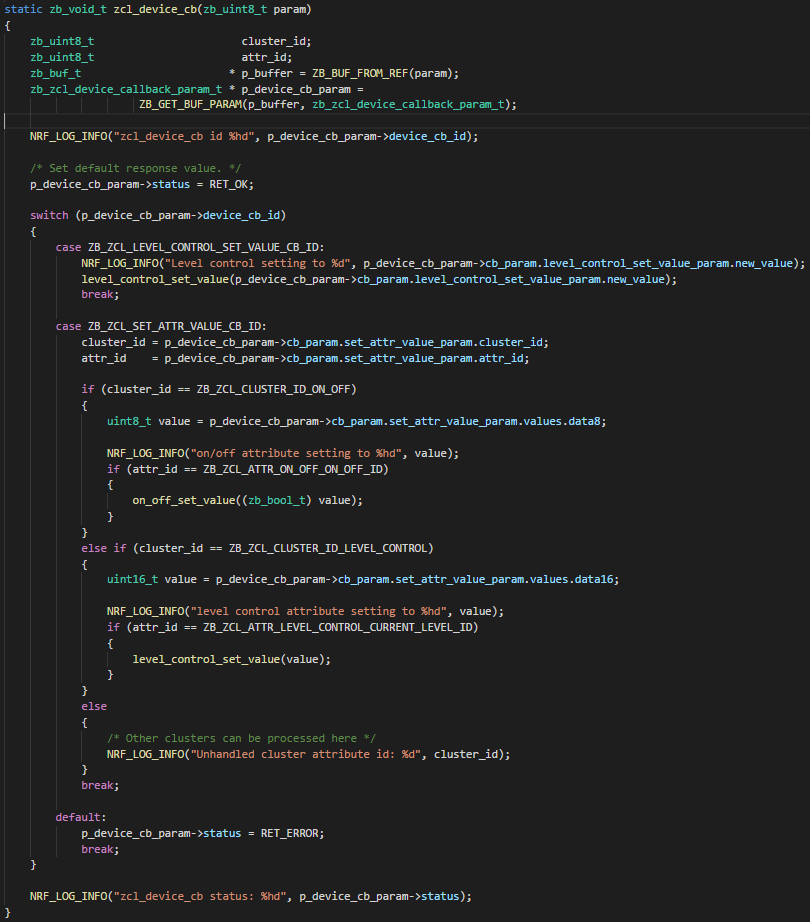 static zb_void_t zcl_device_cb(zb_uint8_t param)
{
    zb_uint8_t                       cluster_id;
    zb_uint8_t                       attr_id;
    zb_buf_t                       * p_buffer = ZB_BUF_FROM_REF(param);
    zb_zcl_device_callback_param_t * p_device_cb_param =
                     ZB_GET_BUF_PARAM(p_buffer, zb_zcl_device_callback_param_t);
    NRF_LOG_INFO("zcl_device_cb id %hd", p_device_cb_param->device_cb_id);
    /* Set default response value. */
    p_device_cb_param->status = RET_OK;
    switch (p_device_cb_param->device_cb_id)
    {
        case ZB_ZCL_LEVEL_CONTROL_SET_VALUE_CB_ID:
            NRF_LOG_INFO("Level control setting to %d", p_device_cb_param->cb_param.level_control_set_value_param.new_value);
            level_control_set_value(p_device_cb_param->cb_param.level_control_set_value_param.new_value);
            break;
        case ZB_ZCL_SET_ATTR_VALUE_CB_ID:
            cluster_id = p_device_cb_param->cb_param.set_attr_value_param.cluster_id;
            attr_id    = p_device_cb_param->cb_param.set_attr_value_param.attr_id;
            if (cluster_id == ZB_ZCL_CLUSTER_ID_ON_OFF)
            {
                uint8_t value = p_device_cb_param->cb_param.set_attr_value_param.values.data8;
                NRF_LOG_INFO("on/off attribute setting to %hd", value);
                if (attr_id == ZB_ZCL_ATTR_ON_OFF_ON_OFF_ID)
                {
                    on_off_set_value((zb_bool_t) value);
                }
            }
            else if (cluster_id == ZB_ZCL_CLUSTER_ID_LEVEL_CONTROL)
            {
                uint16_t value = p_device_cb_param->cb_param.set_attr_value_param.values.data16;
                NRF_LOG_INFO("level control attribute setting to %hd", value);
                if (attr_id == ZB_ZCL_ATTR_LEVEL_CONTROL_CURRENT_LEVEL_ID)
                {
                    level_control_set_value(value);
                }
            }
            else
            {
                /* Other clusters can be processed here */
                NRF_LOG_INFO("Unhandled cluster attribute id: %d", cluster_id);
            }
            break;
        default:
            p_device_cb_param->status = RET_ERROR;
            break;
    }
    NRF_LOG_INFO("zcl_device_cb status: %hd", p_device_cb_param->status);
}